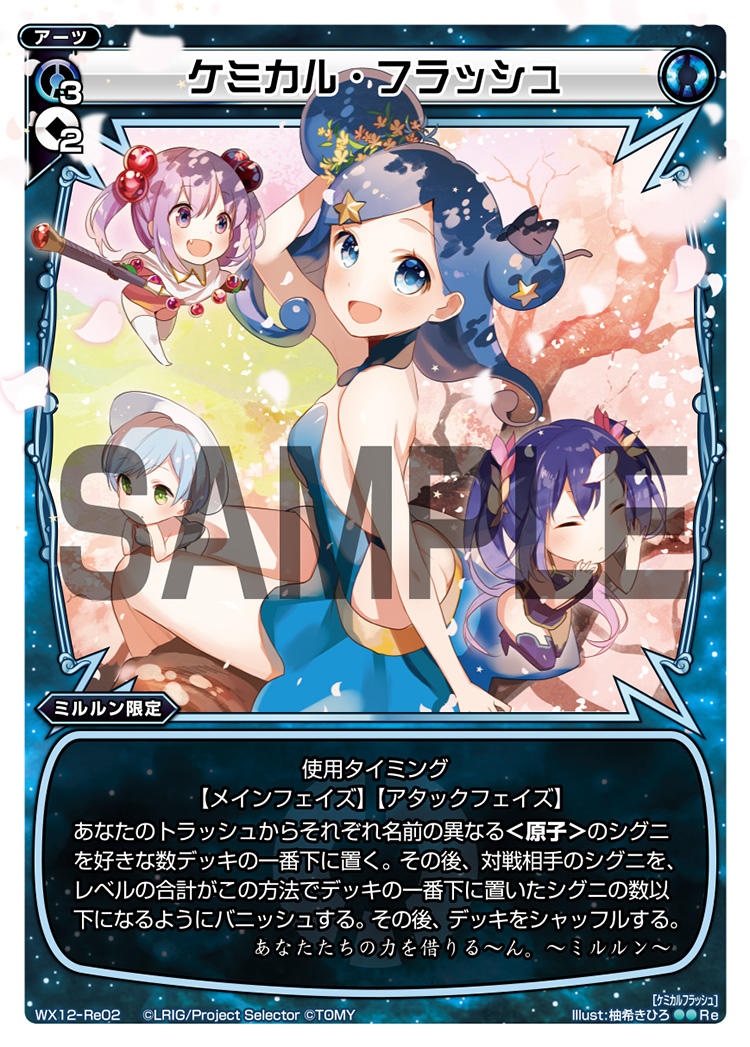 アーツ
ケミカル・フラッシュ
3
2
SAMPLE
ミルルン限定
使用タイミング
【メインフェイズ】【アタックフェイズ】
あなたのトラッシュからそれぞれ名前の異なる<原子>のシグニ
を好きな数デッキの一番下に置く。その後、対戦相手のシグニを、
レベルの合計がこの方法でデッキの一番下に置いたシグニの数以
下になるようにバニッシュする。その後、デッキをシャッフルする。
あなたたちの力を借りる〜ん。〜ミルルン〜
[ケミカルフラッシュ]
WX12-Re02 ©LRIG/Project Selector ©TOMY Illust:柚希きひろ Re